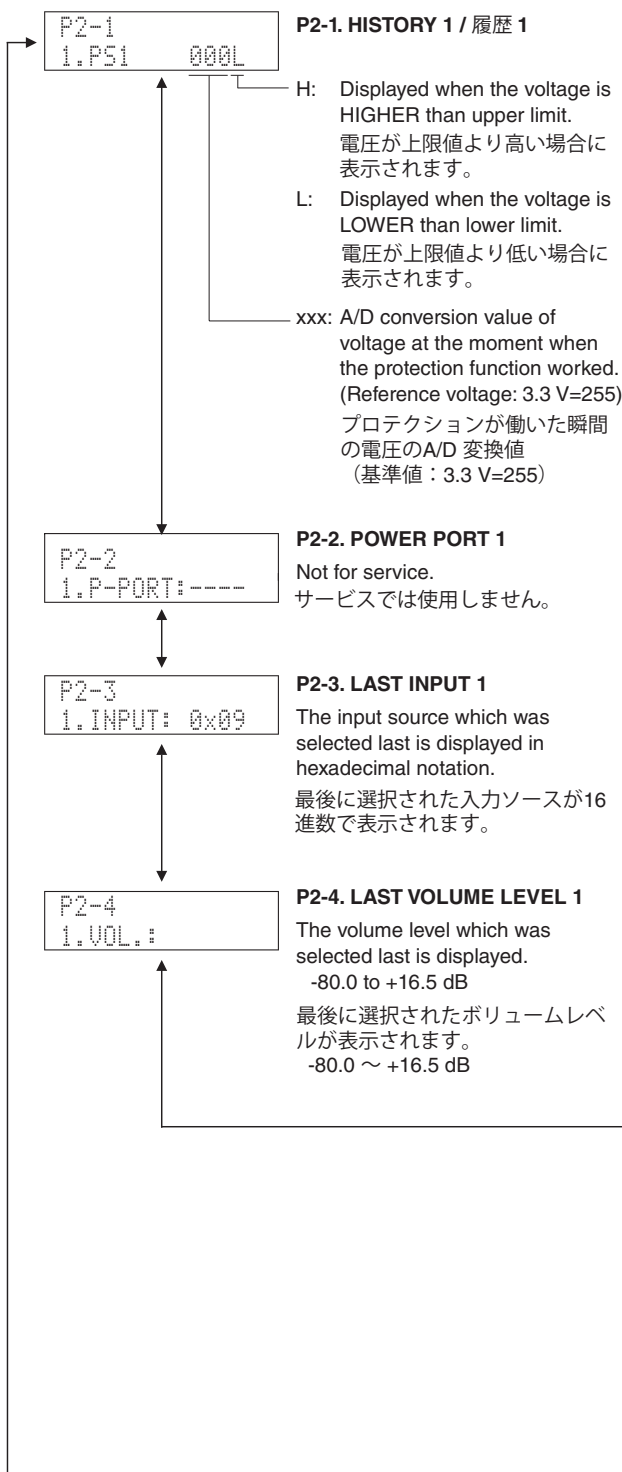 P2-1
1.PS1 000L
P2-1. HISTORY 1 / 履歴 1
H: Displayed when the voltage is
HIGHER than upper limit.
電圧が上限値より高い場合に
表示されます。
L: Displayed when the voltage is
LOWER than lower limit.
電圧が上限値より低い場合に
表示されます。
xxx: A/D conversion value of
voltage at the moment when
the protection function worked.
(Reference voltage: 3.3 V=255)
プロテクションが働いた瞬間
の電圧のA/D 変換値
（基準値：3.3 V=255）
P2-2
1.P-PORT:----
P2-2. POWER PORT 1
Not for service.
サービスでは使用しません。
P2-3
1.INPUT: 0x09
P2-3. LAST INPUT 1
The input source which was
selected last is displayed in
hexadecimal notation.
最後に選択された入力ソースが16
進数で表示されます。
P2-4
1.VOL.:
P2-4. LAST VOLUME LEVEL 1
The volume level which was
selected last is displayed.
-80.0 to +16.5 dB
最後に選択されたボリュームレベ
ルが表示されます。
-80.0 ～ +16.5 dB